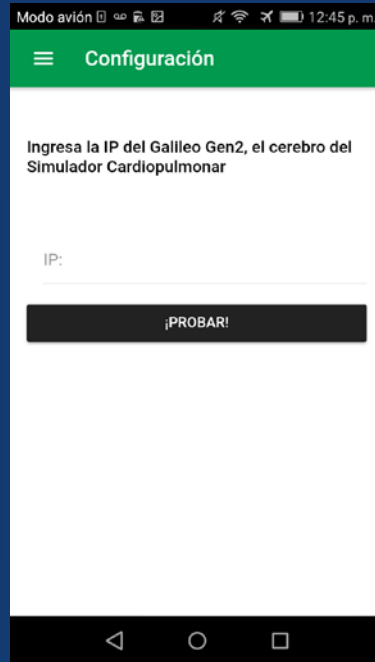 Modo avión 12:45 p. m.
Configuración
Ingresa la IP del Galileo Gen2, el cerebro del
Simulador Cardiopulmonar
IP:
¡PROBAR!